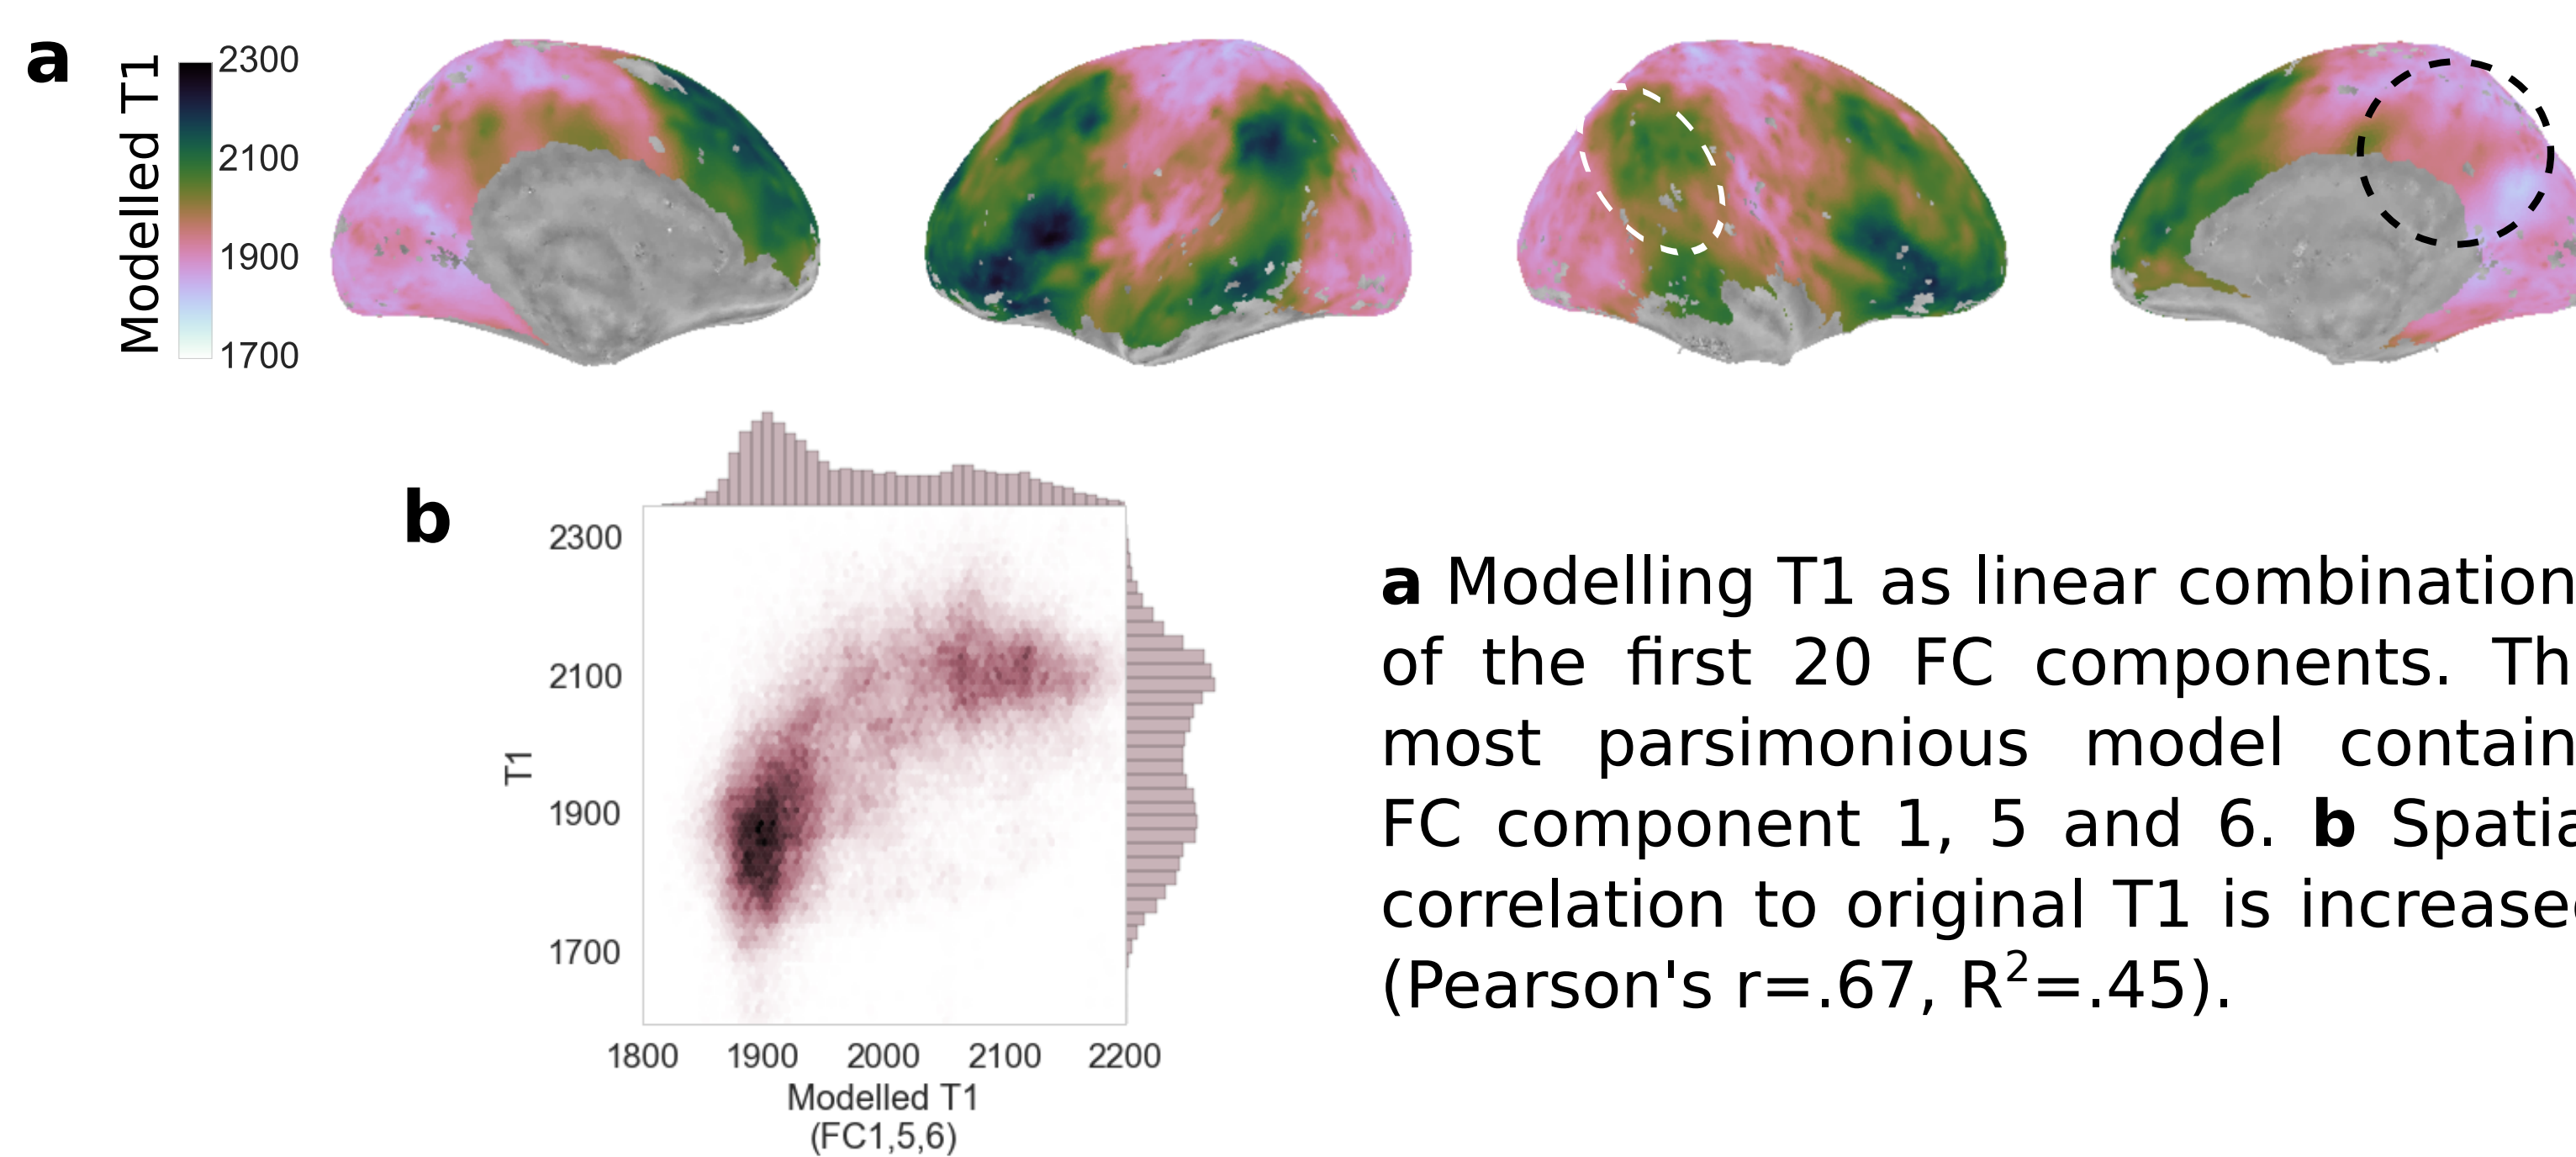 a
Modelled T1
2300
2100
1900
1700
b
2300
2100
1900
1700
T1
1800 1900 2000 2100 2200
Modelled T1
(FC1,5,6)
a Modelling T1 as linear combination
of the first 20 FC components. Th
most parsimonious model contain
FC component 1, 5 and 6. b Spatia
correlation to original T1 is increase
(Pearson's r=.67, R²=.45).